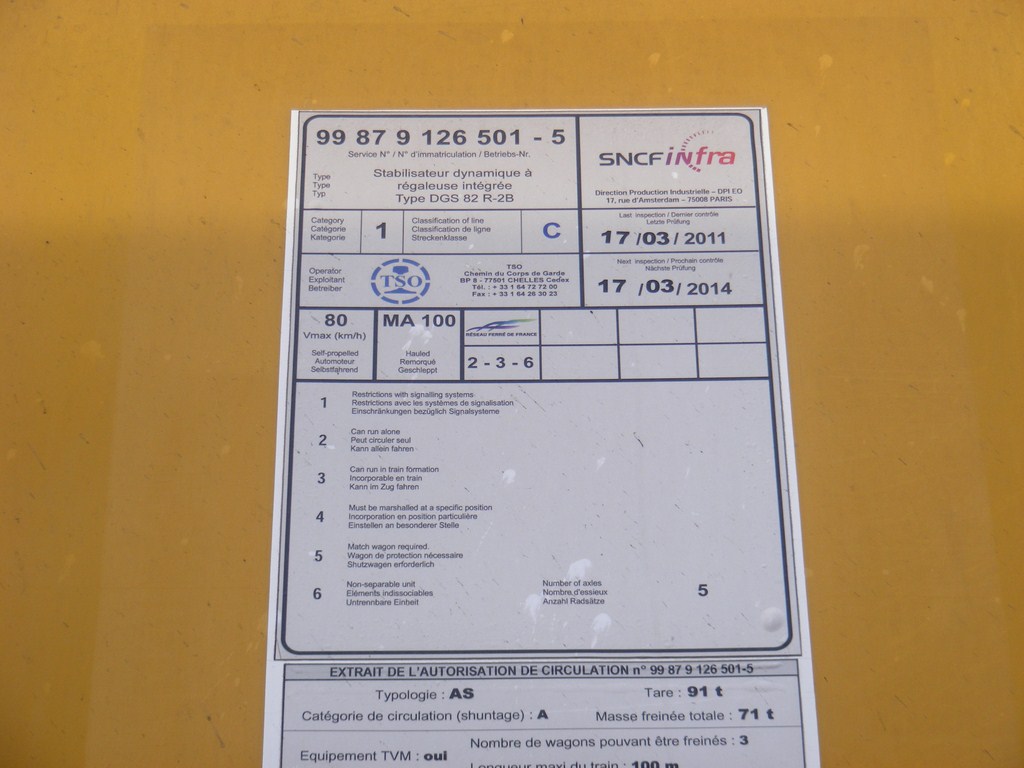 99 87 9 126 501 - 5
Service N° / N° d'immatriculation / Betriebs-Nr.
Type
Type
Typ
Stabilisateur dynamique à
régaleuse intégrée
Type DGS 82 R-2B
SNCF infra
Direction Production Industrielle – DPI EO
17, rue d'Amsterdam – 75008 PARIS
Category
Catégorie
Kategorie
1
Classification of line
Classification de ligne
Streckenklasse
C
Last inspection / Dernier contrôle
Letzte Prüfung
17 /03 / 2011
Operator
Exploitant
Betreiber
TSO
TSO
Chemin du Corps de Garde
BP 8 - 77501 CHELLES Cedex
Tél. : + 33 1 64 72 72 00
Fax : + 33 1 64 26 30 23
Next inspection / Prochain contrôle
Nächste Prüfung
17 /03/ 2014
80
Vmax (km/h)
Self-propelled
Automoteur
Selbstfahrend
MA 100
Hauled
Remorqué
Geschleppt
RÉSEAU FERRÉ DE FRANCE
2 - 3 - 6
1
Restrictions with signalling systems
Restrictions avec les systèmes de signalisation
Einschränkungen bezüglich Signalsysteme
2
Can run alone
Peut circuler seul
Kann allein fahren
3
Can run in train formation
Incorporable en train
Kann im Zug fahren
4
Must be marshalled at a specific position
Incorporation en position particulière
Einstellen an besonderer Stelle
5
Match wagon required
Wagon de protection nécessaire
Shutzwagen erforderlich
6
Non-separable unit
Eléments indissociables
Untrennbare Einheit
Number of axles
Nombre d'essieux
Anzahl Radsätze
5
EXTRAIT DE L'AUTORISATION DE CIRCULATION n° 99 87 9 126 501-5
Typologie : AS
Tare : 91 t
Catégorie de circulation (shuntage) : A
Masse freinée totale : 71 t
Equipement TVM : oui
Nombre de wagons pouvant être freinés : 3
Longueur maxi du train : 100 m